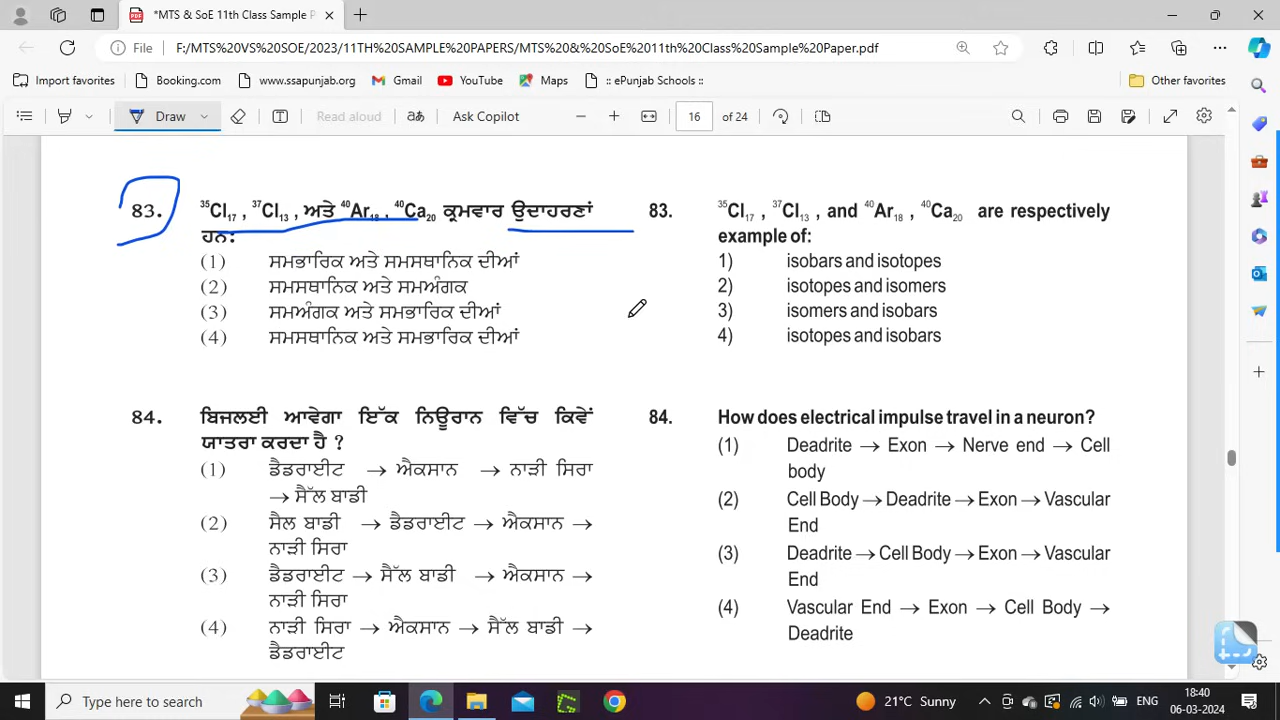 *MTS & SoE 11th Class Sample P
File
F:/MTS%20VS%20SOE/2023/11TH%20SAMPLE%20PAPERS/MTS%20&%20SoE%2011th%20Class%20Sample%20Paper.pdf
Import favorites
Booking.com
www.ssapunjab.org
Gmail
YouTube
Maps
:: ePunjab Schools ::
Other favorites
Draw
Read aloud
Ask Copilot
16 of 24
83. ³⁵Cl₁₇ , ³⁷Cl₁₃ , ਅਤੇ ⁴⁰Ar₁₈ , ⁴⁰Ca₂₀ ਕ੍ਰਮਵਾਰ ਉਦਾਹਰਣਾਂ
ਹਨ:
(1) ਸਮਭਾਰਿਕ ਅਤੇ ਸਮਸਥਾਨਿਕ ਦੀਆਂ
(2) ਸਮਸਥਾਨਿਕ ਅਤੇ ਸਮਅੰਗਕ
(3) ਸਮਅੰਗਕ ਅਤੇ ਸਮਭਾਰਿਕ ਦੀਆਂ
(4) ਸਮਸਥਾਨਿਕ ਅਤੇ ਸਮਭਾਰਿਕ ਦੀਆਂ
84. ਬਿਜਲਈ ਆਵੇਗਾ ਇੱਕ ਨਿਊਰਾਨ ਵਿੱਚ ਕਿਵੇਂ
ਯਾਤਰਾ ਕਰਦਾ ਹੈ ?
(1) ਡੈਡਰਾਈਟ → ਐਕਸਾਨ → ਨਾੜੀ ਸਿਰਾ
→ ਸੈੱਲ ਬਾਡੀ
(2) ਸੈਲ ਬਾਡੀ → ਡੈਡਰਾਈਟ → ਐਕਸਾਨ →
ਨਾੜੀ ਸਿਰਾ
(3) ਡੈਡਰਾਈਟ → ਸੈੱਲ ਬਾਡੀ → ਐਕਸਾਨ →
ਨਾੜੀ ਸਿਰਾ
(4) ਨਾੜੀ ਸਿਰਾ → ਐਕਸਾਨ → ਸੈੱਲ ਬਾਡੀ →
ਡੈਡਰਾਈਟ
83. ³⁵Cl₁₇ , ³⁷Cl₁₃ , and ⁴⁰Ar₁₈ , ⁴⁰Ca₂₀ are respectively
example of:
1) isobars and isotopes
2) isotopes and isomers
3) isomers and isobars
4) isotopes and isobars
84. How does electrical impulse travel in a neuron?
(1) Deadrite → Exon → Nerve end → Cell
body
(2) Cell Body → Deadrite → Exon → Vascular
End
(3) Deadrite → Cell Body → Exon → Vascular
End
(4) Vascular End → Exon → Cell Body →
Deadrite
Type here to search
21°C Sunny
ENG
18:40
06-03-2024